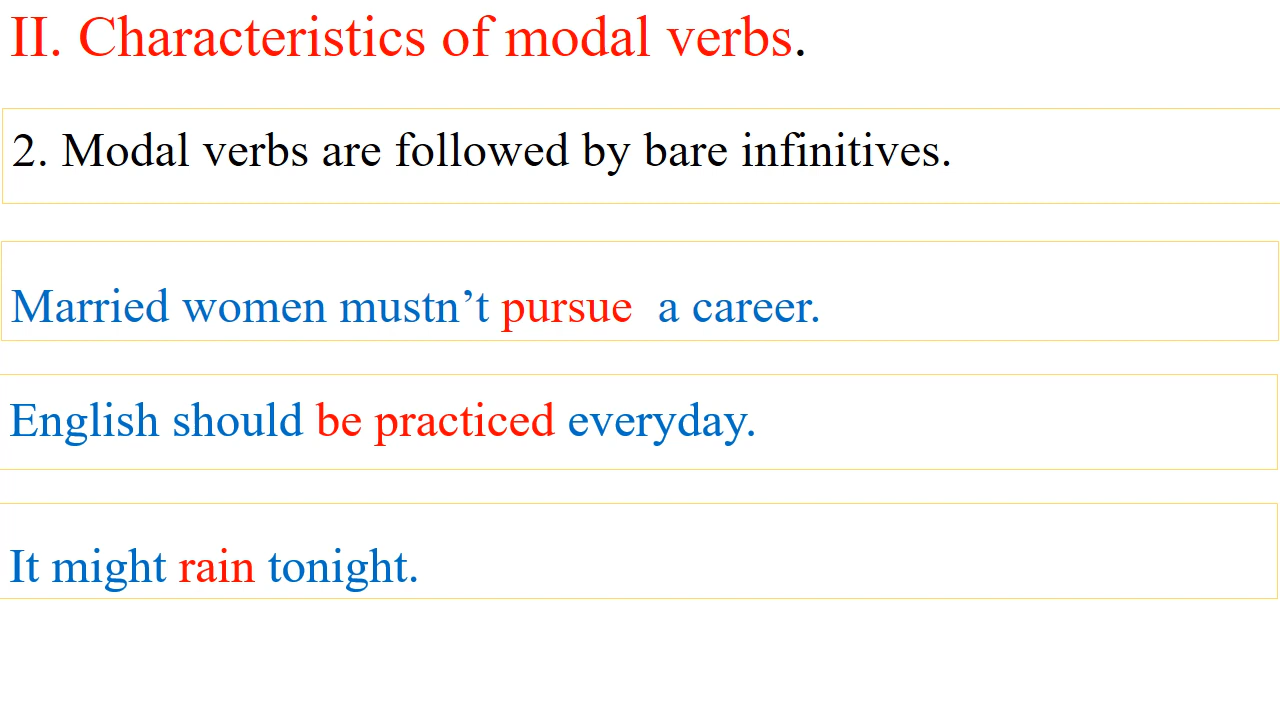 II. Characteristics of modal verbs.
2. Modal verbs are followed by bare infinitives.
Married women mustn’t pursue a career.
English should be practiced everyday.
It might rain tonight.